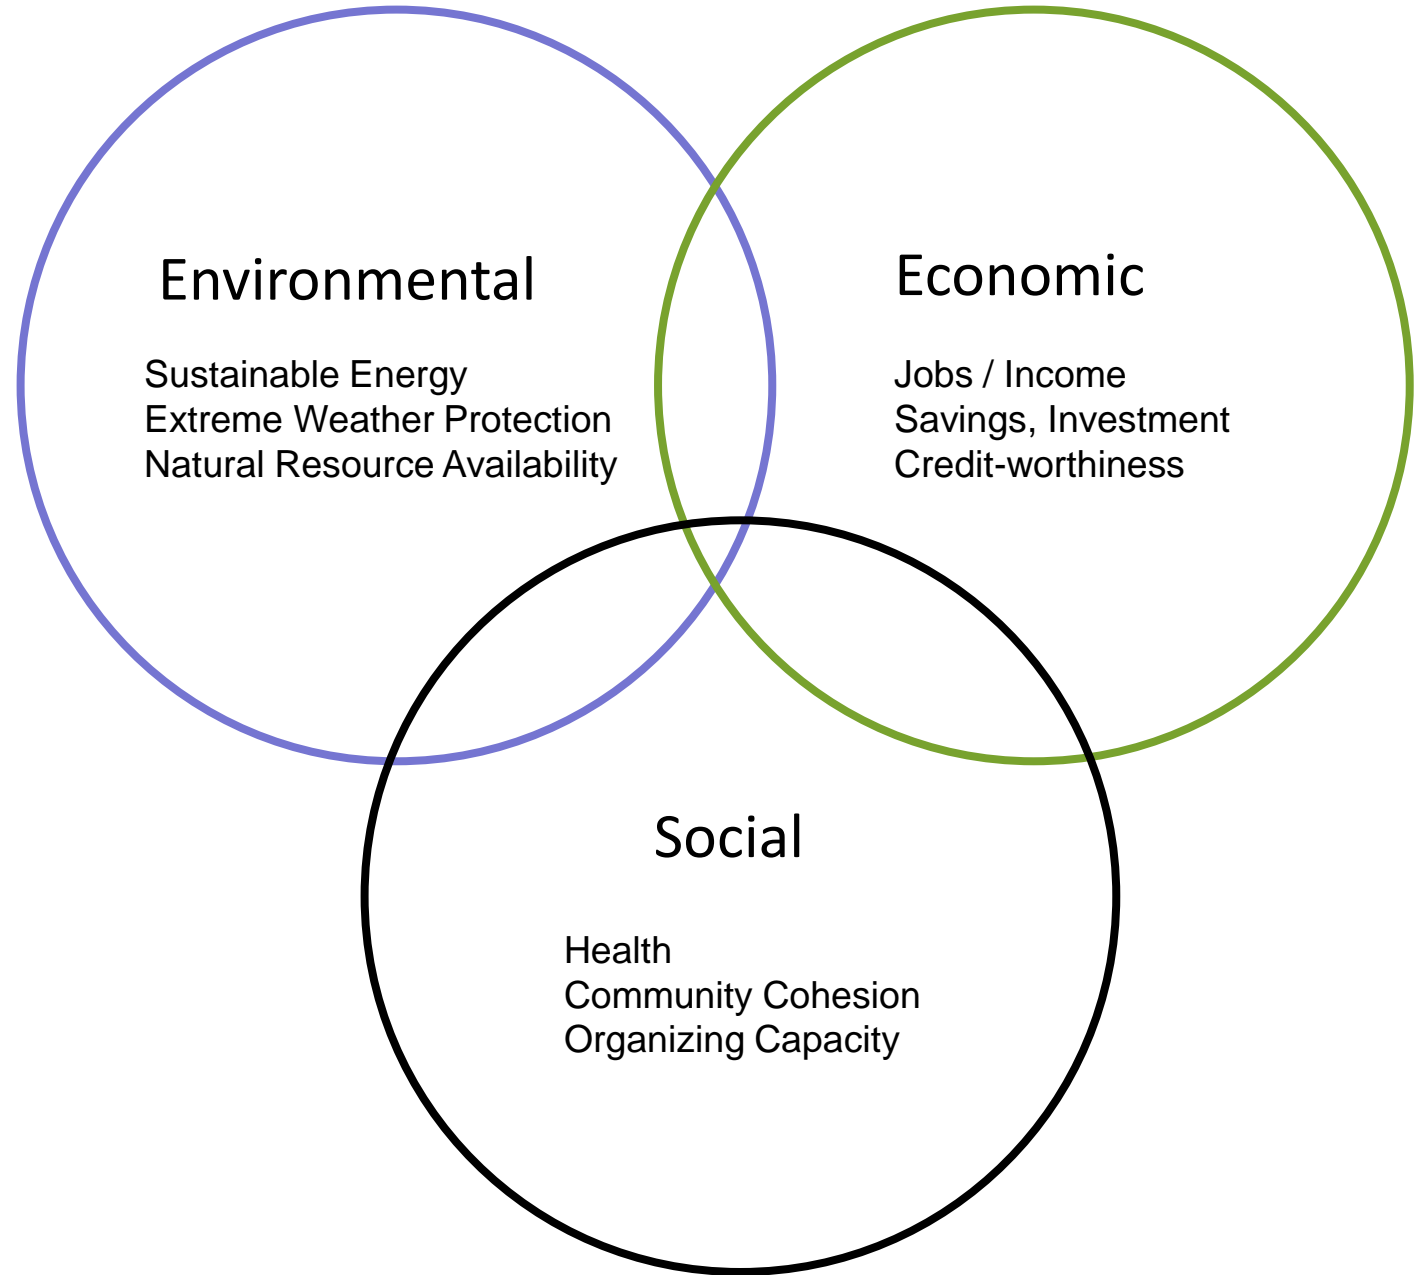 Environmental
Sustainable Energy
Extreme Weather Protection
Natural Resource Availability
Economic
Jobs / Income
Savings, Investment
Credit-worthiness
Social
Health
Community Cohesion
Organizing Capacity